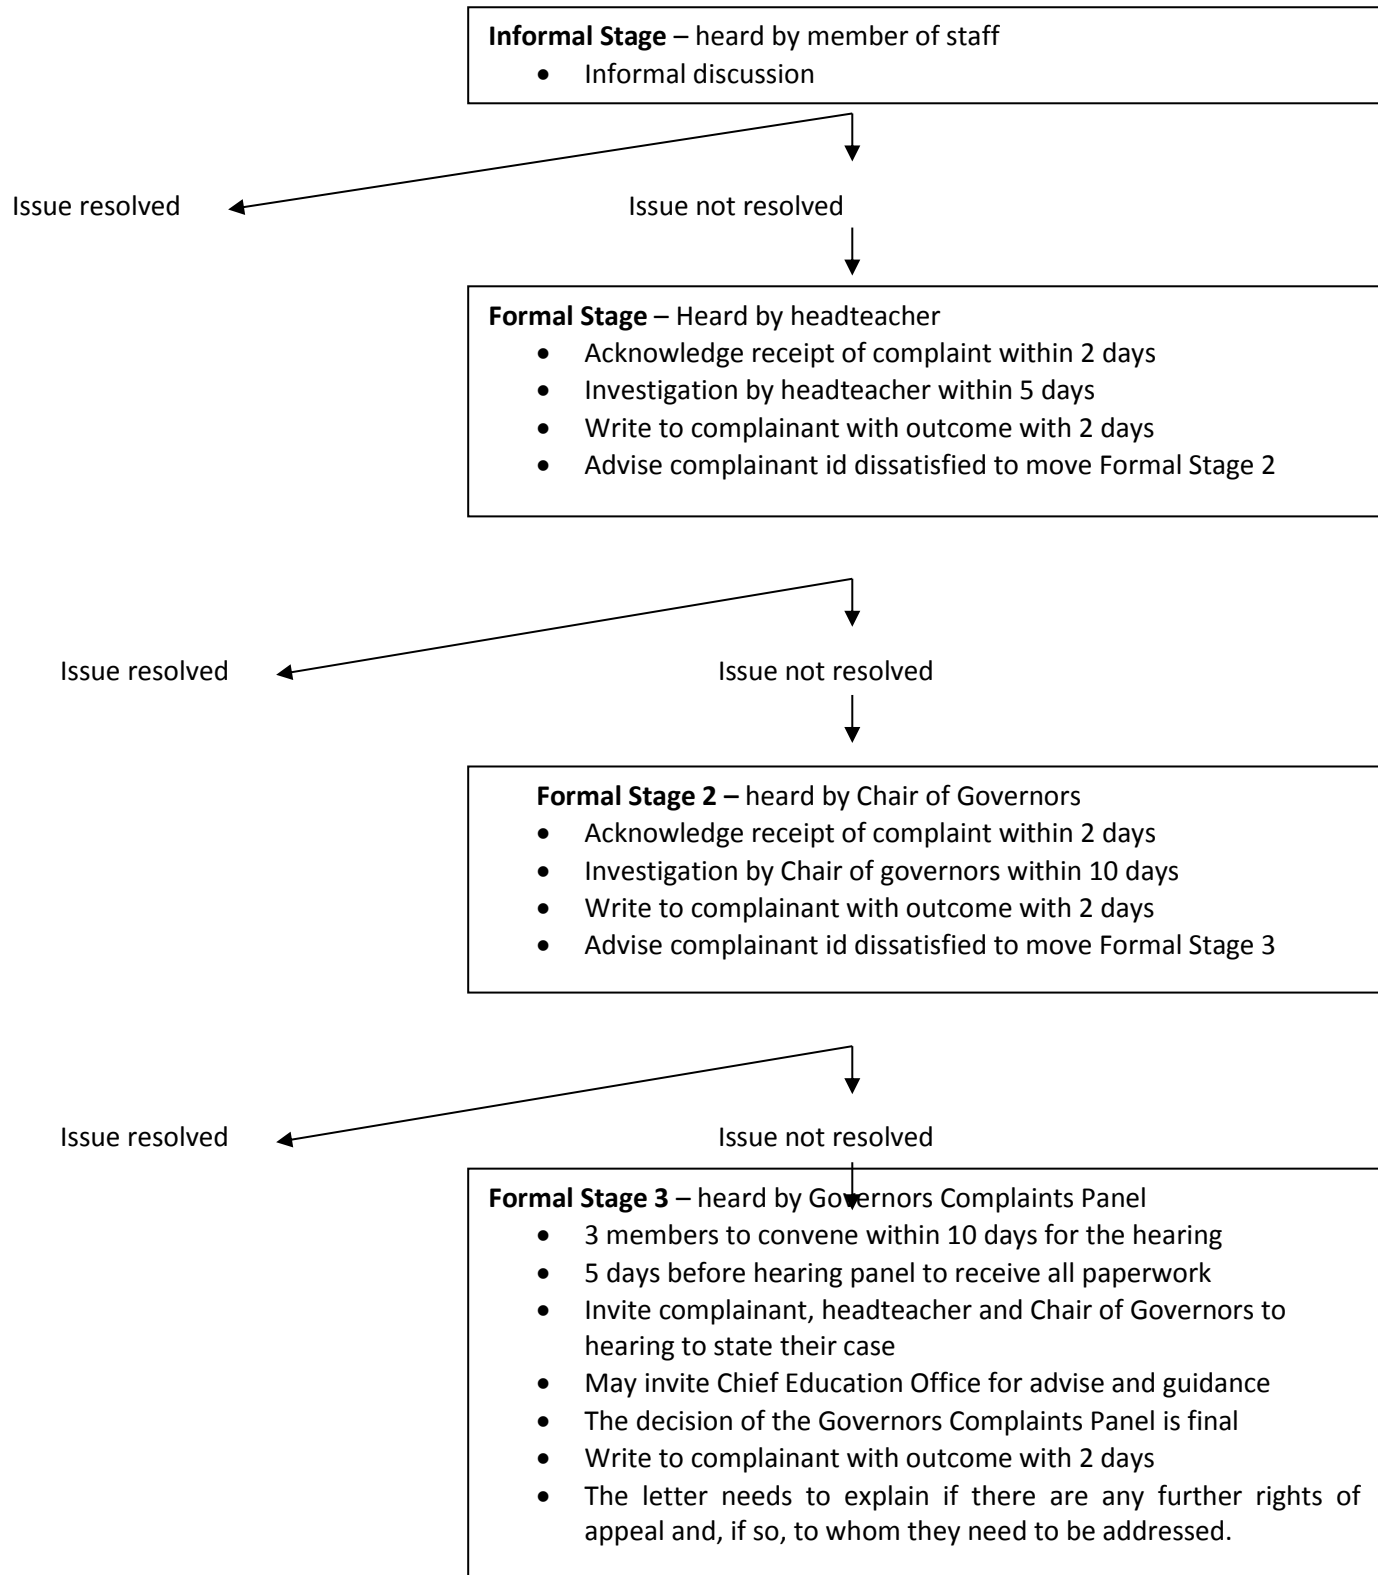 Informal Stage – heard by member of staff
• Informal discussion
Issue resolved
Issue not resolved
Formal Stage – Heard by headteacher
• Acknowledge receipt of complaint within 2 days
• Investigation by headteacher within 5 days
• Write to complainant with outcome with 2 days
• Advise complainant id dissatisfied to move Formal Stage 2
Issue resolved
Issue not resolved
Formal Stage 2 – heard by Chair of Governors
• Acknowledge receipt of complaint within 2 days
• Investigation by Chair of governors within 10 days
• Write to complainant with outcome with 2 days
• Advise complainant id dissatisfied to move Formal Stage 3
Issue resolved
Issue not resolved
Formal Stage 3 – heard by Governors Complaints Panel
• 3 members to convene within 10 days for the hearing
• 5 days before hearing panel to receive all paperwork
• Invite complainant, headteacher and Chair of Governors to
hearing to state their case
• May invite Chief Education Office for advise and guidance
• The decision of the Governors Complaints Panel is final
• Write to complainant with outcome with 2 days
• The letter needs to explain if there are any further rights of
appeal and, if so, to whom they need to be addressed.